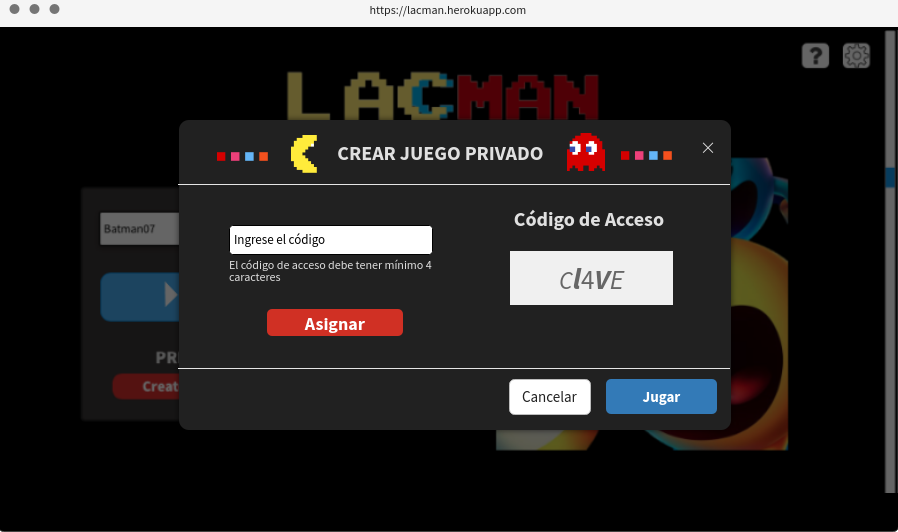 https://lacman.herokuapp.com
?
LACMAN
CREAR JUEGO PRIVADO
Código de Acceso
Batman07
Ingrese el código
El código de acceso debe tener mínimo 4
caracteres
cl4VE
Asignar
PRI
Creat
Cancelar
Jugar